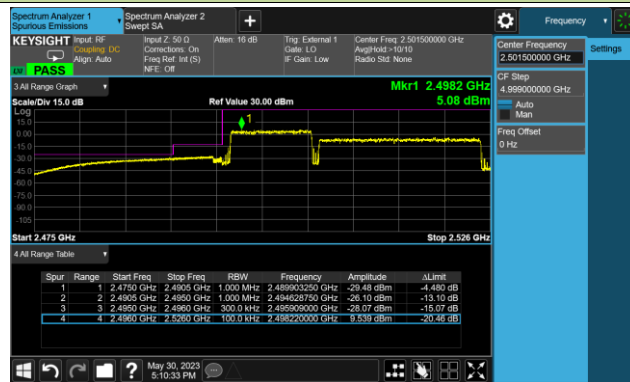 Spectrum Analyzer 1
Spurious Emissions
Spectrum Analyzer 2
Swept SA
Frequency
KEYSIGHT
Input: RF
Coupling: DC
Align: Auto
Input Z: 50 Ω
Corrections: On
Freq Ref: Int (S)
NFE: Off
Atten: 16 dB
Trig: External 1
Gate: LO
IF Gain: Low
Center Freq: 2.501500000 GHz
Avg|Hold:>10/10
Radio Std: None
LXI
PASS
Center Frequency
2.501500000 GHz
Settings
CF Step
4.999000000 GHz
Auto
Man
Freq Offset
0 Hz
3 All Range Graph
Mkr1 2.4982 GHz
Scale/Div 15.0 dB
Ref Value 30.00 dBm
5.08 dBm
Log
15.0
0.00
-15.0
-30.0
-45.0
-60.0
-75.0
-90.0
-105
1
Start 2.475 GHz
Stop 2.526 GHz
4 All Range Table
Spur Range Start Freq Stop Freq RBW Frequency Amplitude ΔLimit
1 1 2.4750 GHz 2.4905 GHz 1.000 MHz 2.489903250 GHz -29.48 dBm -4.480 dB
2 2 2.4905 GHz 2.4950 GHz 1.000 MHz 2.494628750 GHz -26.10 dBm -13.10 dB
3 3 2.4950 GHz 2.4960 GHz 300.0 kHz 2.495909000 GHz -28.07 dBm -15.07 dB
4 4 2.4960 GHz 2.5260 GHz 100.0 kHz 2.498220000 GHz 9.539 dBm -20.46 dB
May 30, 2023
5:10:33 PM